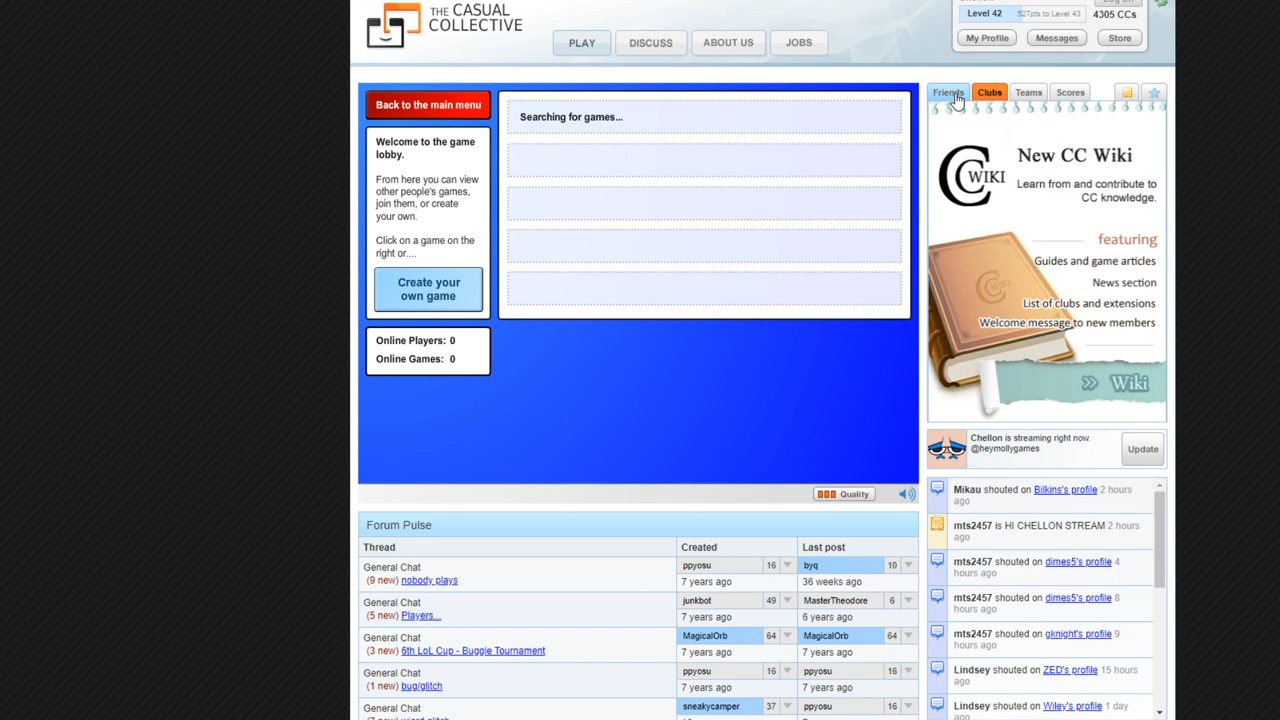 THE CASUAL
COLLECTIVE
PLAY
DISCUSS
ABOUT US
JOBS
Level 42
527pts to Level 43
4305 CCs
My Profile
Messages
Store
Back to the main menu
Welcome to the game
lobby.
From here you can view
other people's games,
join them, or create
your own.
Click on a game on the
right or....
Create your
own game
Online Players: 0
Online Games: 0
Searching for games...
Quality
Friends
Clubs
Teams
Scores
CC WIKI
New CC Wiki
Learn from and contribute to
CC knowledge.
featuring
Guides and game articles
News section
List of clubs and extensions
Welcome message to new members
Wiki
Chellon is streaming right now.
@heymollygames
Update
Mikau shouted on Bilkins's profile 2 hours
ago
mts2457 is HI CHELLON STREAM 2 hours
ago
mts2457 shouted on dimes5's profile 4
hours ago
mts2457 shouted on dimes5's profile 8
hours ago
mts2457 shouted on gknight's profile 9
hours ago
Lindsey shouted on ZED's profile 15 hours
ago
Lindsey shouted on Wiley's profile 1 day
ago
Forum Pulse
Thread Created Last post
General Chat ppyosu 16 byq 10
(9 new) nobody plays 7 years ago 36 weeks ago
General Chat junkbot 49 MasterTheodore 6
(5 new) Players... 7 years ago 6 years ago
General Chat MagicalOrb 64 MagicalOrb 64
(3 new) 6th LoL Cup - Buggle Tournament 7 years ago 7 years ago
General Chat ppyosu 16 ppyosu 16
(1 new) bug/glitch 7 years ago 7 years ago
General Chat sneakycamper 37 ppyosu 16